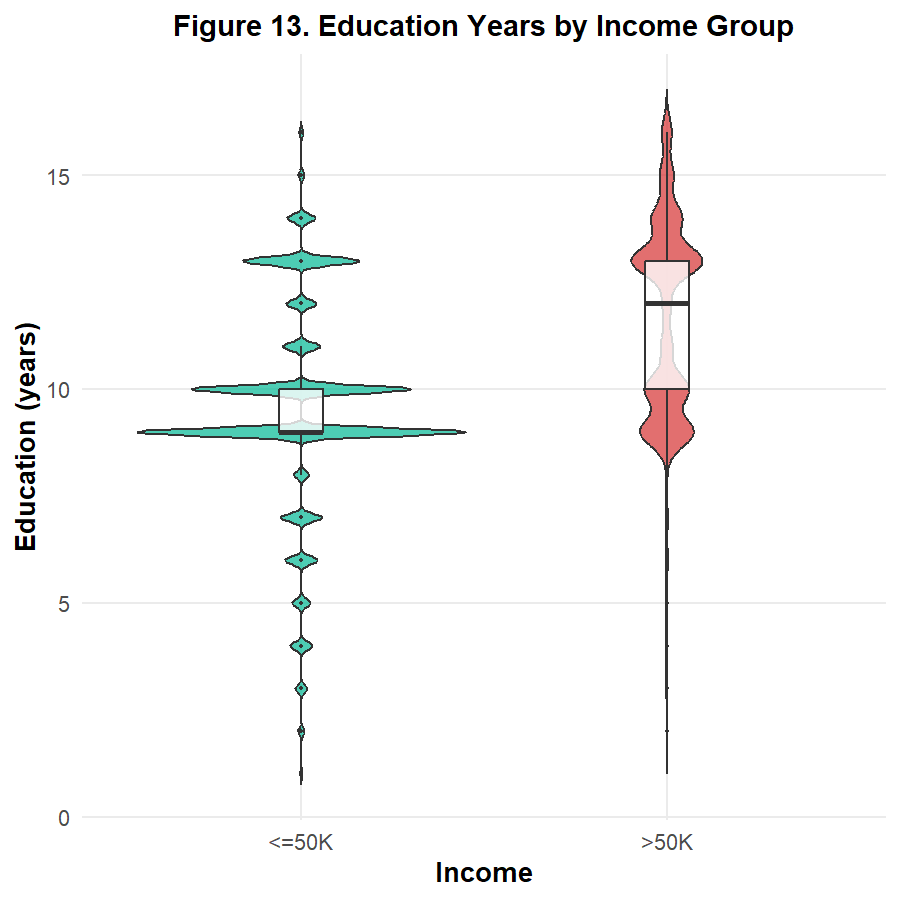 Figure 13. Education Years by Income Group
Education (years)
15
10
5
0
<=50K
>50K
Income